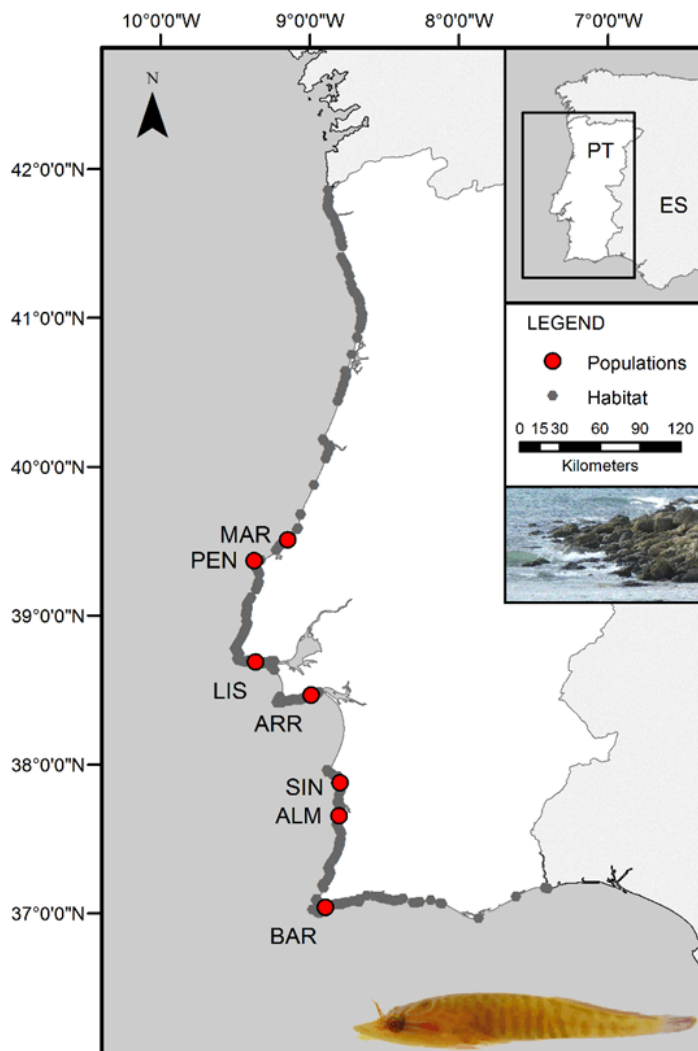 10°0'0"W 9°0'0"W 8°0'0"W 7°0'0"W
N
42°0'0"N
41°0'0"N
40°0'0"N
39°0'0"N
38°0'0"N
37°0'0"N
PT
ES
LEGEND
Populations
Habitat
0 15 30 60 90 120
Kilometers
MAR
PEN
LIS
ARR
SIN
ALM
BAR